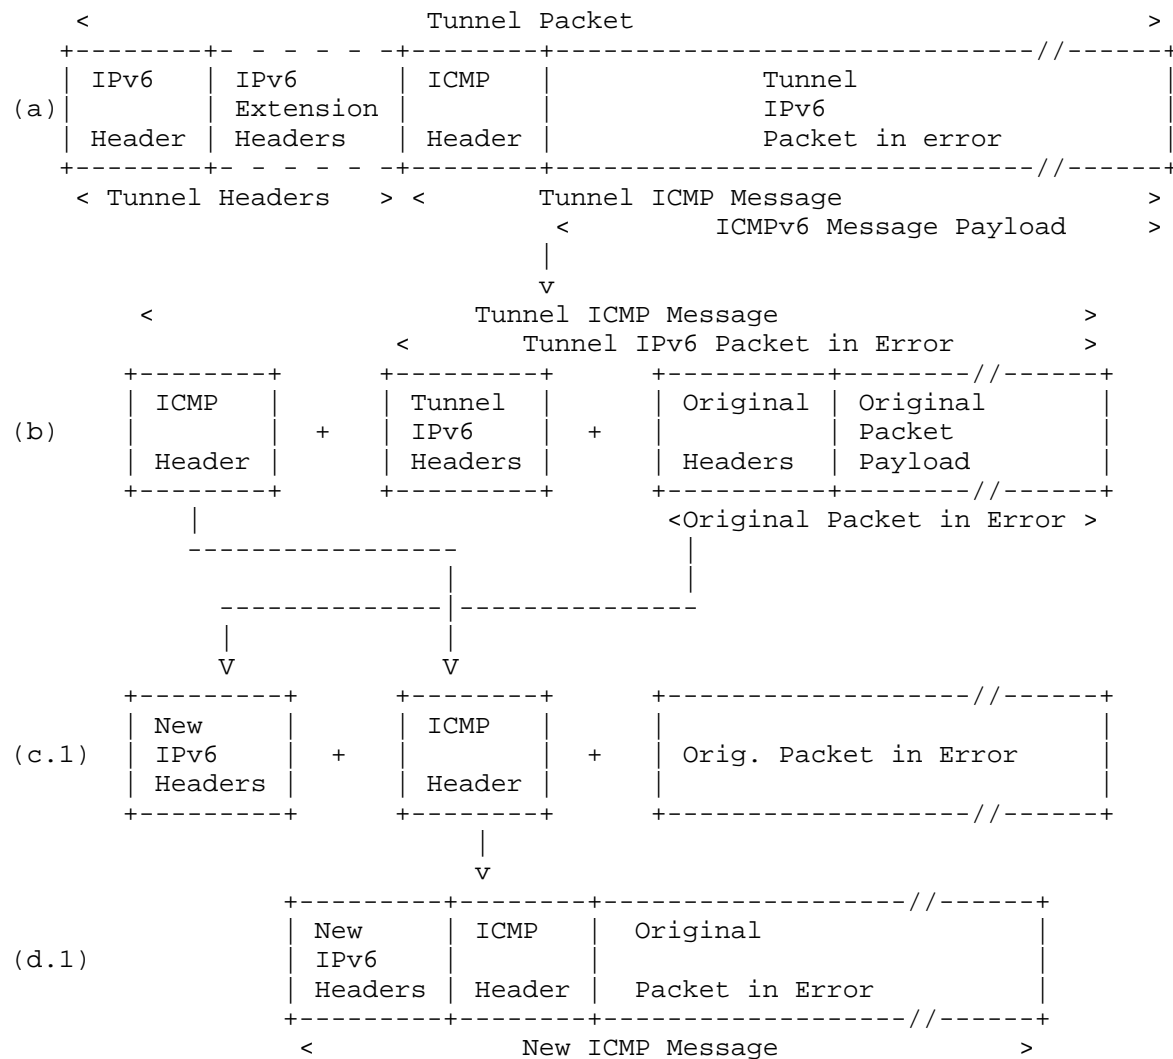 < Tunnel Packet >
+--------+- - - - - -+--------+------------------------------//------+
| IPv6 | IPv6 | ICMP | Tunnel |
(a)| | Extension | | IPv6 |
| Header | Headers | Header | Packet in error |
+--------+- - - - - -+--------+------------------------------//------+
< Tunnel Headers > < Tunnel ICMP Message >
< ICMPv6 Message Payload >
|
v
< Tunnel ICMP Message >
< Tunnel IPv6 Packet in Error >
+--------+ +---------+ +----------+--------//------+
| ICMP | | Tunnel | | Original | Original |
(b) | | + | IPv6 | + | | Packet |
| Header | | Headers | | Headers | Payload |
+--------+ +---------+ +----------+--------//------+
| <Original Packet in Error >
----------------- |
| |
--------------|---------------
| |
V V
+---------+ +--------+ +-------------------//------+
| New | | ICMP | | |
(c.1) | IPv6 | + | | + | Orig. Packet in Error |
| Headers | | Header | | |
+---------+ +--------+ +-------------------//------+
|
v
+---------+--------+-------------------//------+
| New | ICMP | Original |
(d.1) | IPv6 | | |
| Headers | Header | Packet in Error |
+---------+--------+-------------------//------+
< New ICMP Message >